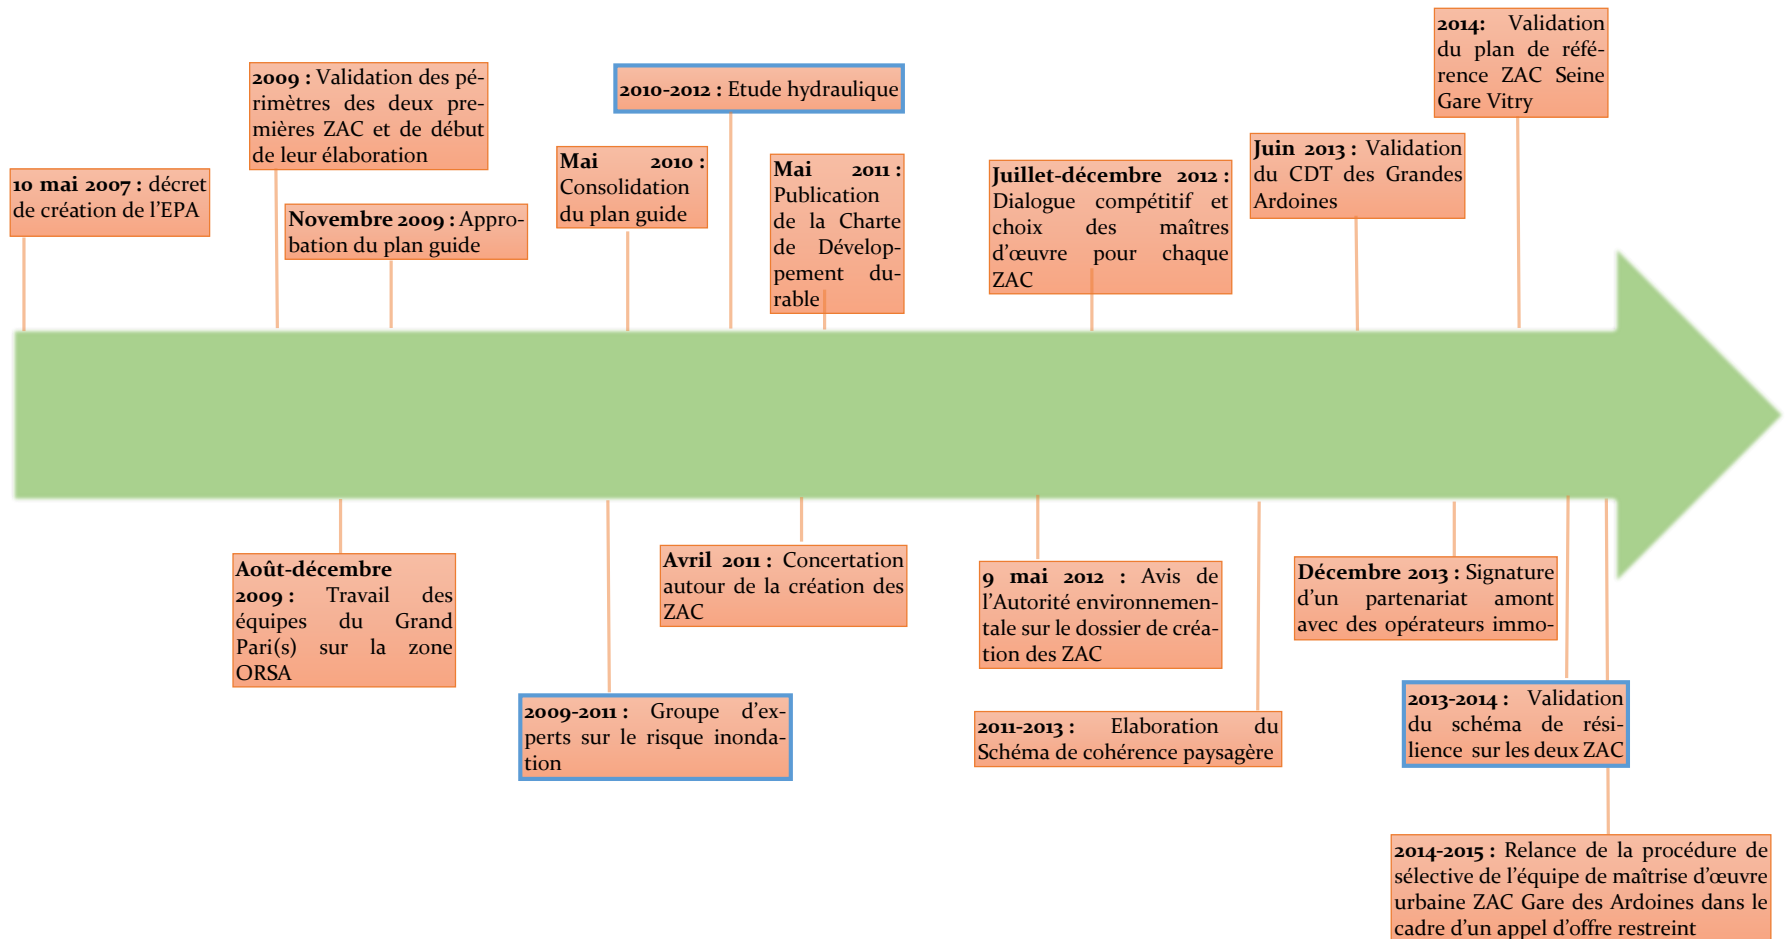 10 mai 2007 : décret
de création de l'EPA
2009 : Validation des pé-
rimètres des deux pre-
mières ZAC et de début
de leur élaboration
Novembre 2009 : Appro-
bation du plan guide
Mai 2010 :
Consolidation
du plan guide
2010-2012 : Etude hydraulique
Mai 2011 :
Publication
de la Charte
de Dévelop-
pement du-
rable
Juillet-décembre 2012 :
Dialogue compétitif et
choix des maîtres
d'œuvre pour chaque
ZAC
Juin 2013 : Validation
du CDT des Grandes
Ardoines
2014: Validation
du plan de réfé-
rence ZAC Seine
Gare Vitry
Août-décembre
2009 : Travail des
équipes du Grand
Pari(s) sur la zone
ORSA
2009-2011 : Groupe d'ex-
perts sur le risque inonda-
tion
Avril 2011 : Concertation
autour de la création des
ZAC
9 mai 2012 : Avis de
l'Autorité environnemen-
tale sur le dossier de créa-
tion des ZAC
2011-2013 : Elaboration du
Schéma de cohérence paysagère
Décembre 2013 : Signature
d'un partenariat amont
avec des opérateurs immo-
2013-2014 : Validation
du schéma de rési-
lience sur les deux ZAC
2014-2015 : Relance de la procédure de
sélective de l'équipe de maîtrise d'œuvre
urbaine ZAC Gare des Ardoines dans le
cadre d'un appel d'offre restreint